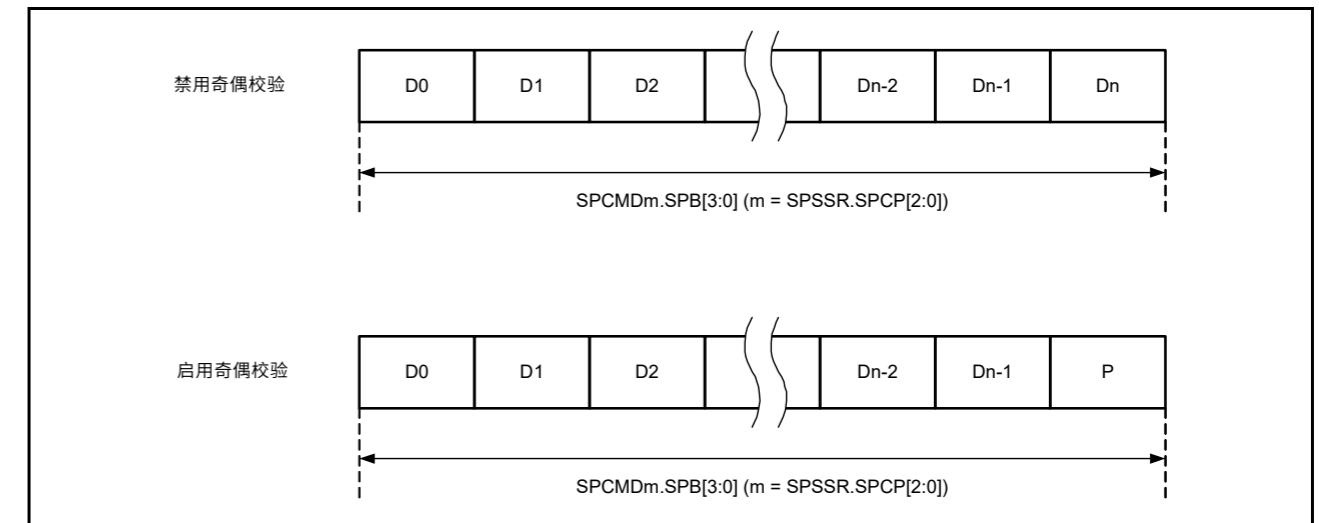 禁用奇偶校验 D0 D1 D2 Dn-2 Dn-1 Dn
SPCMDm.SPB[3:0] (m = SPSSR.SPCP[2:0])
启用奇偶校验 D0 D1 D2 Dn-2 Dn-1 P
SPCMDm.SPB[3:0] (m = SPSSR.SPCP[2:0])